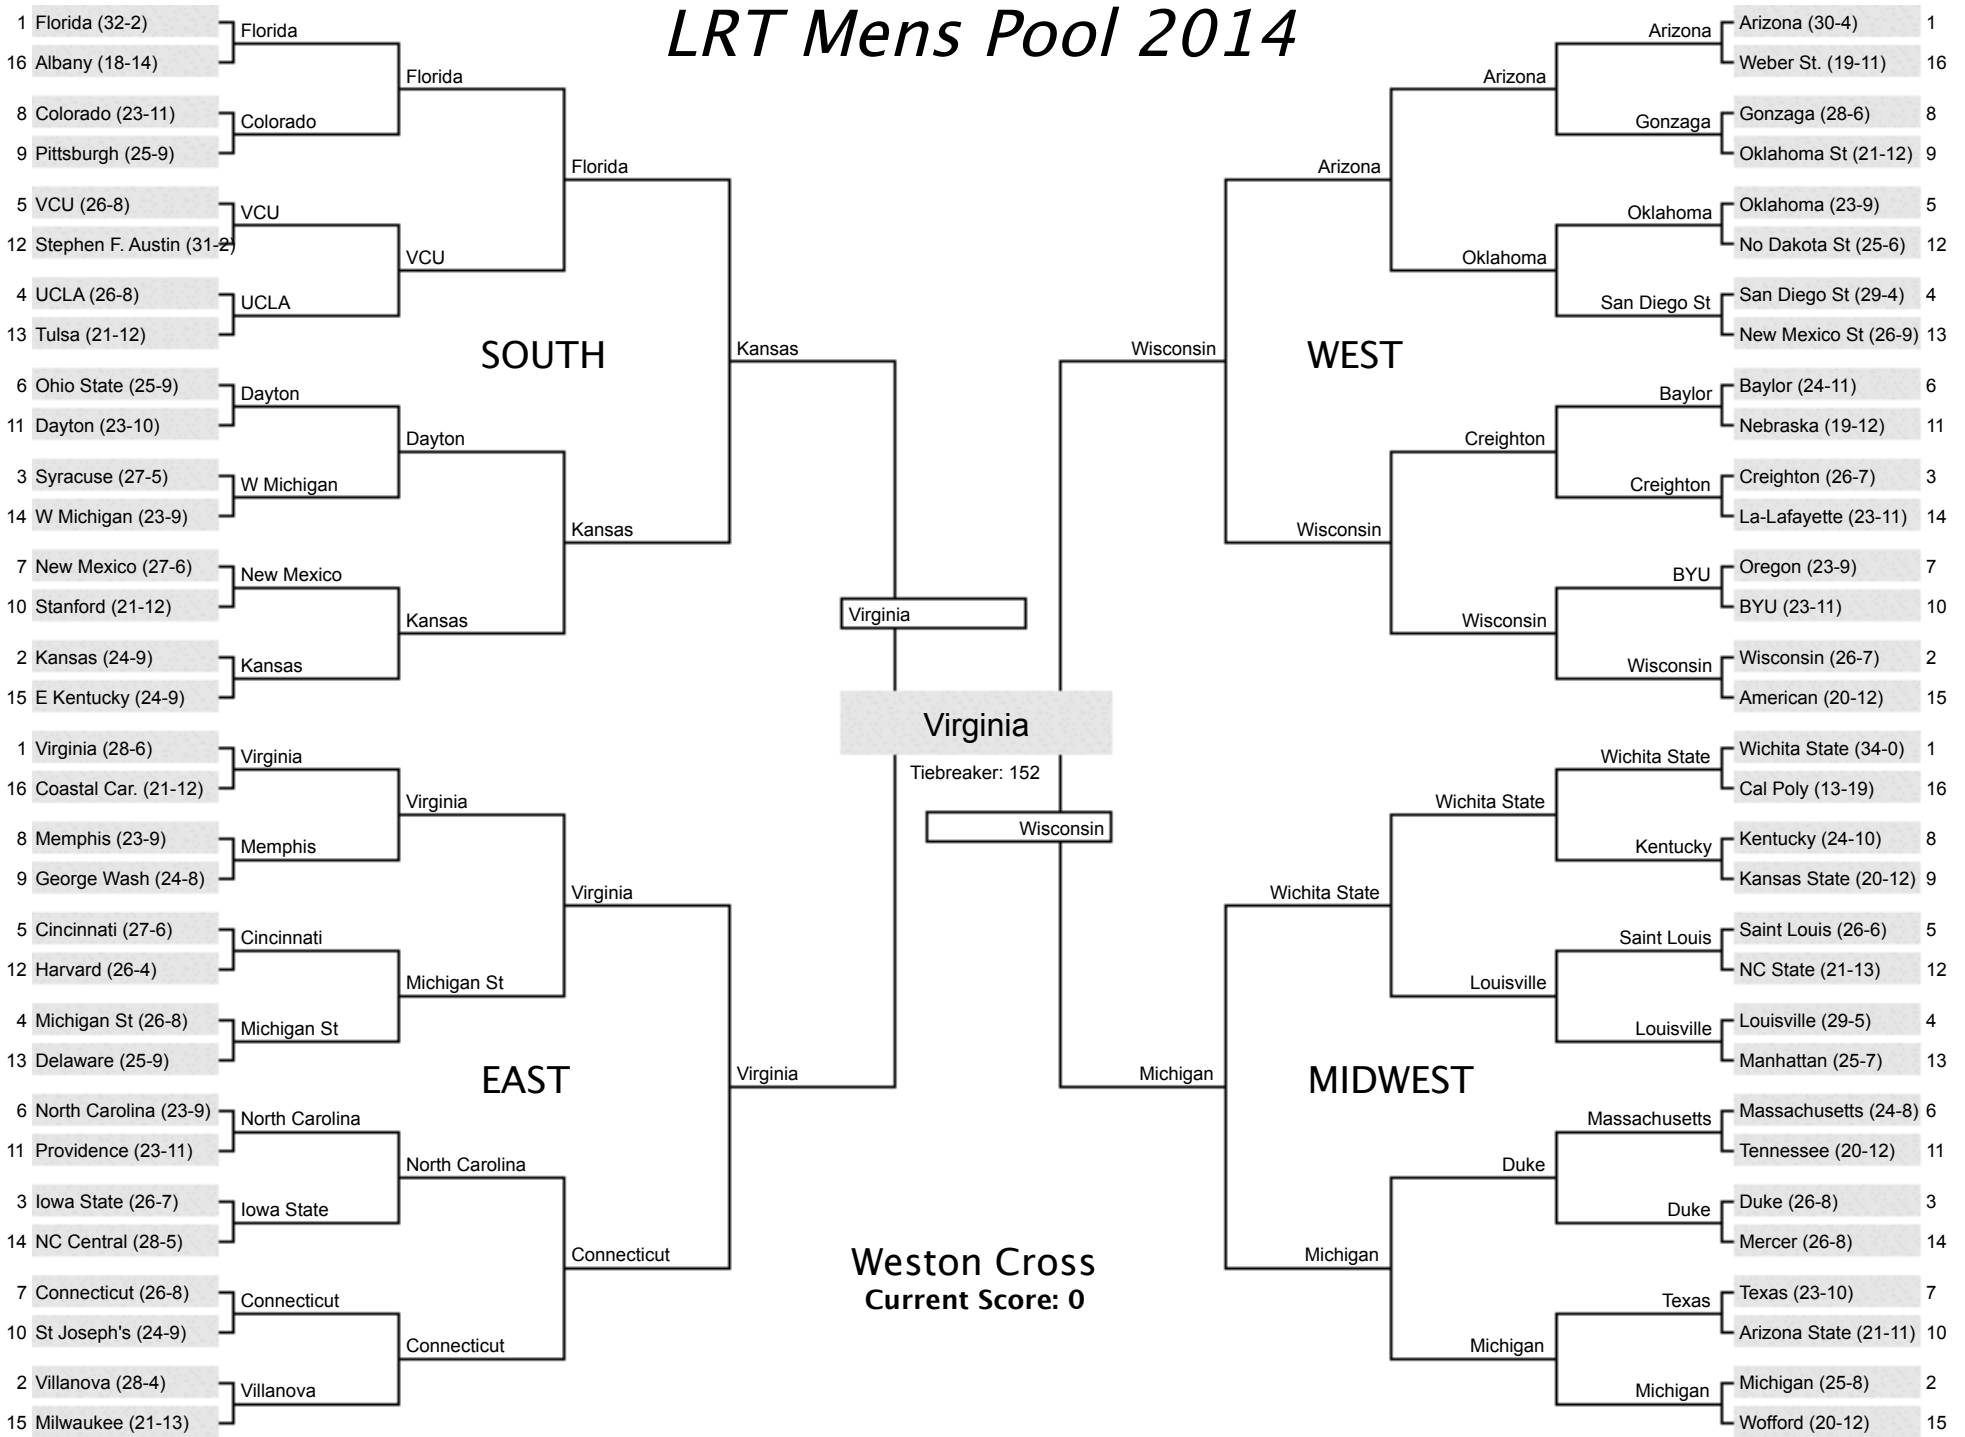 LRT Mens Pool 2014
1 Florida (32-2)
16 Albany (18-14)
8 Colorado (23-11)
9 Pittsburgh (25-9)
5 VCU (26-8)
12 Stephen F. Austin (31-2)
4 UCLA (26-8)
13 Tulsa (21-12)
6 Ohio State (25-9)
11 Dayton (23-10)
3 Syracuse (27-5)
14 W Michigan (23-9)
7 New Mexico (27-6)
10 Stanford (21-12)
2 Kansas (24-9)
15 E Kentucky (24-9)
Florida
Colorado
VCU
UCLA
Dayton
W Michigan
New Mexico
Kansas
Florida
VCU
Dayton
Kansas
Florida
Kansas
SOUTH
Kansas
1 Virginia (28-6)
16 Coastal Car. (21-12)
8 Memphis (23-9)
9 George Wash (24-8)
5 Cincinnati (27-6)
12 Harvard (26-4)
4 Michigan St (26-8)
13 Delaware (25-9)
6 North Carolina (23-9)
11 Providence (23-11)
3 Iowa State (26-7)
14 NC Central (28-5)
7 Connecticut (26-8)
10 St Joseph's (24-9)
2 Villanova (28-4)
15 Milwaukee (21-13)
Virginia
Memphis
Cincinnati
Michigan St
North Carolina
Iowa State
Connecticut
Villanova
Virginia
Michigan St
North Carolina
Connecticut
Virginia
Connecticut
EAST
Virginia
Virginia
Virginia
Tiebreaker: 152
Wisconsin
Weston Cross
Current Score: 0
Wisconsin
WEST
Arizona
Wisconsin
Arizona
Oklahoma
Creighton
Wisconsin
Arizona
Gonzaga
Oklahoma
San Diego St
Baylor
Creighton
BYU
Wisconsin
Arizona (30-4) 1
Weber St. (19-11) 16
Gonzaga (28-6) 8
Oklahoma St (21-12) 9
Oklahoma (23-9) 5
No Dakota St (25-6) 12
San Diego St (29-4) 4
New Mexico St (26-9) 13
Baylor (24-11) 6
Nebraska (19-12) 11
Creighton (26-7) 3
La-Lafayette (23-11) 14
Oregon (23-9) 7
BYU (23-11) 10
Wisconsin (26-7) 2
American (20-12) 15
Michigan
MIDWEST
Wichita State
Michigan
Wichita State
Louisville
Duke
Michigan
Wichita State
Kentucky
Saint Louis
Louisville
Massachusetts
Duke
Texas
Michigan
Wichita State (34-0) 1
Cal Poly (13-19) 16
Kentucky (24-10) 8
Kansas State (20-12) 9
Saint Louis (26-6) 5
NC State (21-13) 12
Louisville (29-5) 4
Manhattan (25-7) 13
Massachusetts (24-8) 6
Tennessee (20-12) 11
Duke (26-8) 3
Mercer (26-8) 14
Texas (23-10) 7
Arizona State (21-11) 10
Michigan (25-8) 2
Wofford (20-12) 15